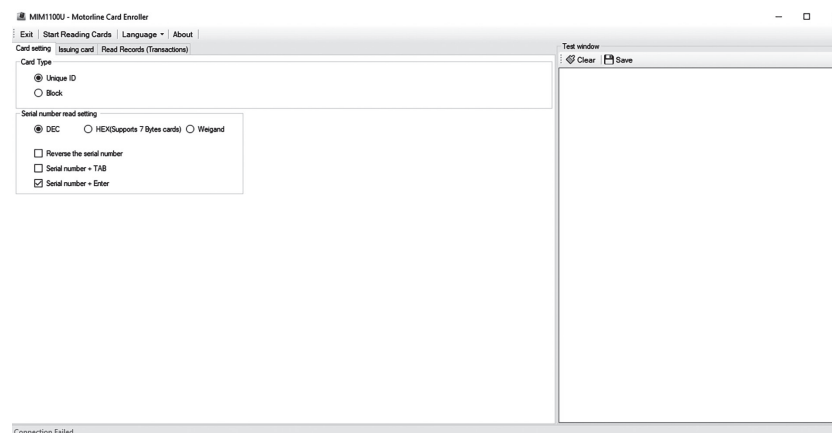 MIM1100U - Motorline Card Enroller
Exit Start Reading Cards Language About
Card setting Issuing card Read Records (Transactions)
Card Type
Unique ID
Block
Serial number read setting
DEC HEX(Supports 7 Bytes cards) Weigand
Reverse the serial number
Serial number + TAB
Serial number + Enter
Test window
Clear Save
Connection Failed